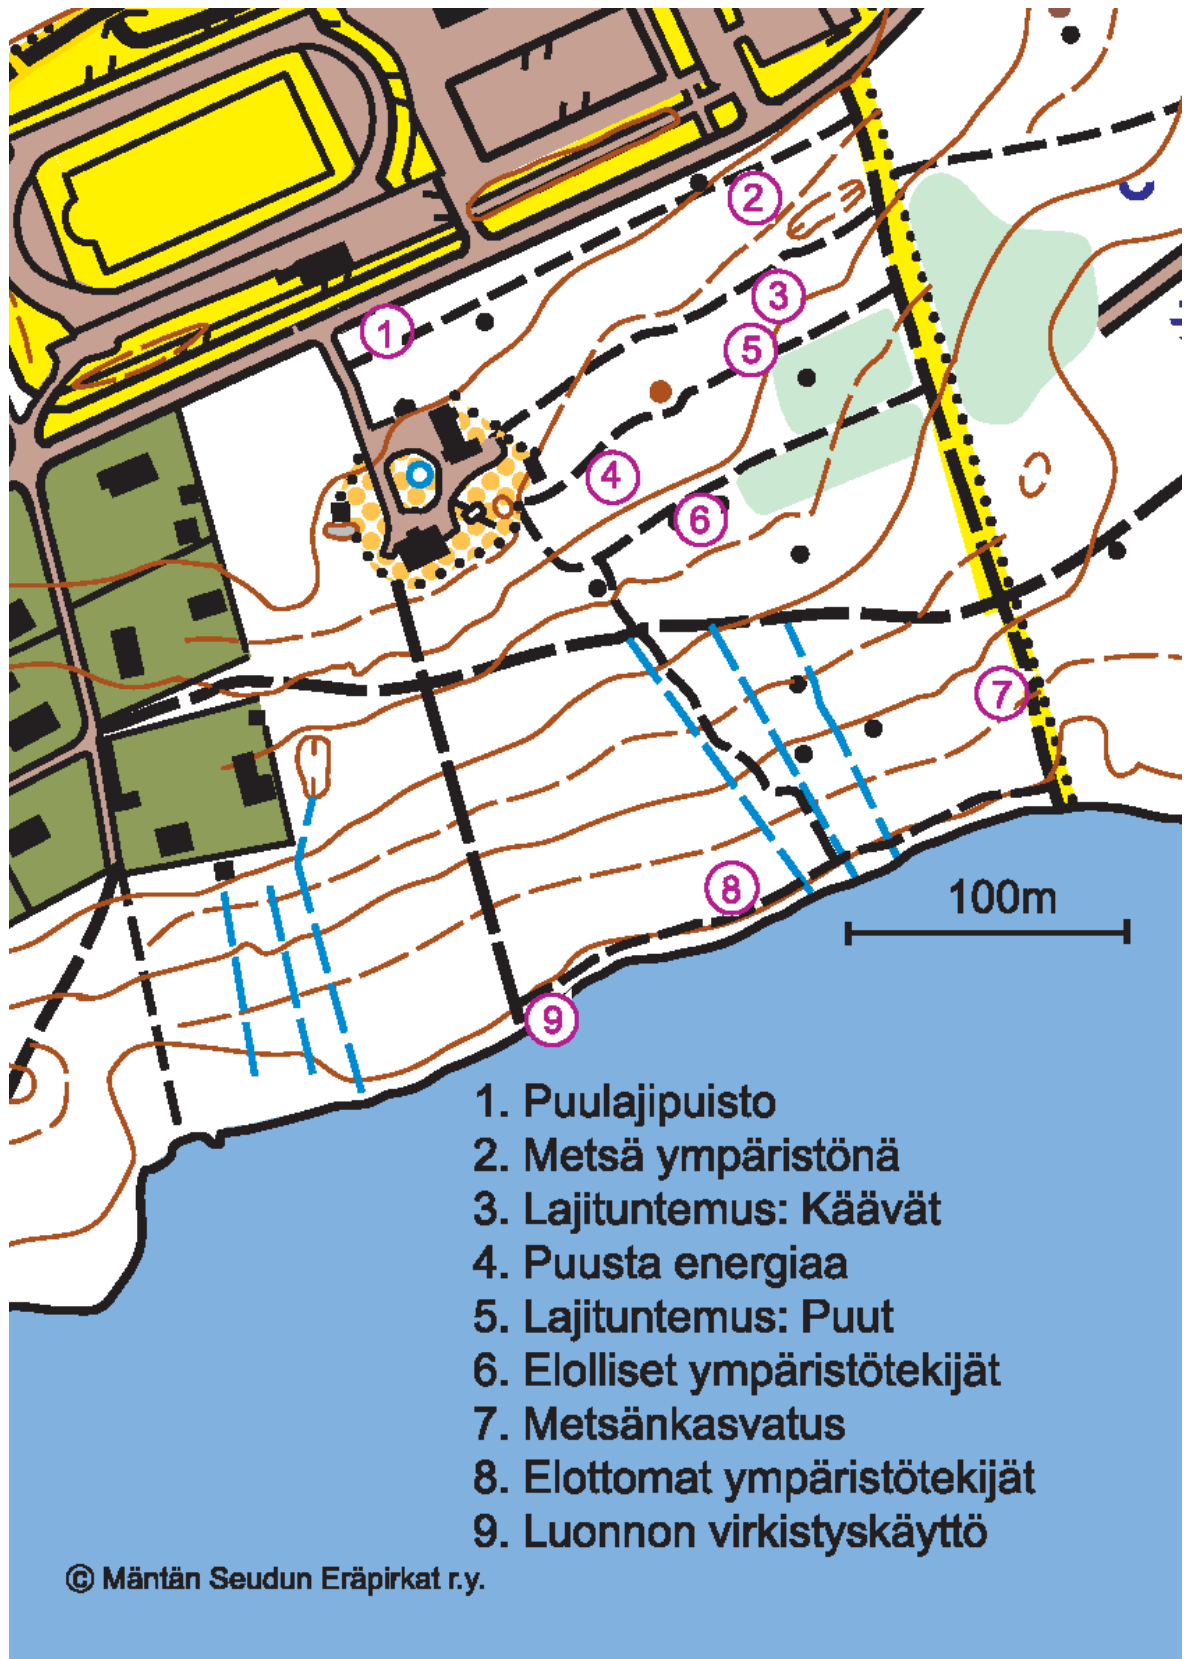 2
1
3
5
4
6
7
8
100m
9
1. Puulajipuisto
2. Metsä ympäristönä
3. Lajituntemus: Käävät
4. Puusta energiaa
5. Lajituntemus: Puut
6. Elolliset ympäristötekijät
7. Metsänkasvatus
8. Elottomat ympäristötekijät
9. Luonnon virkistyskäyttö
© Mäntän Seudun Eräpirkat r.y.